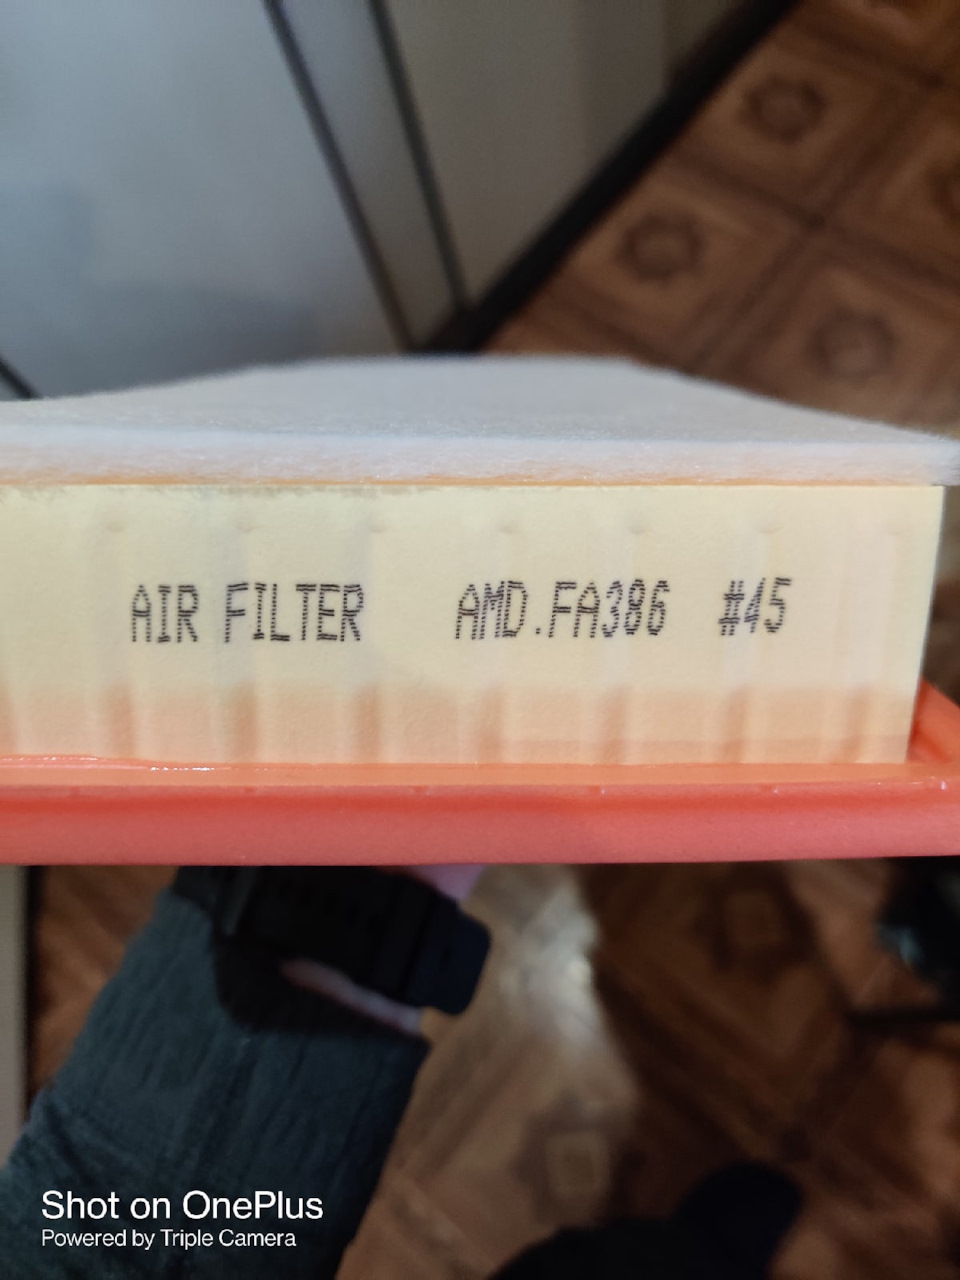 AIR FILTER AMD.FA386 #45
Shot on OnePlus
Powered by Triple Camera